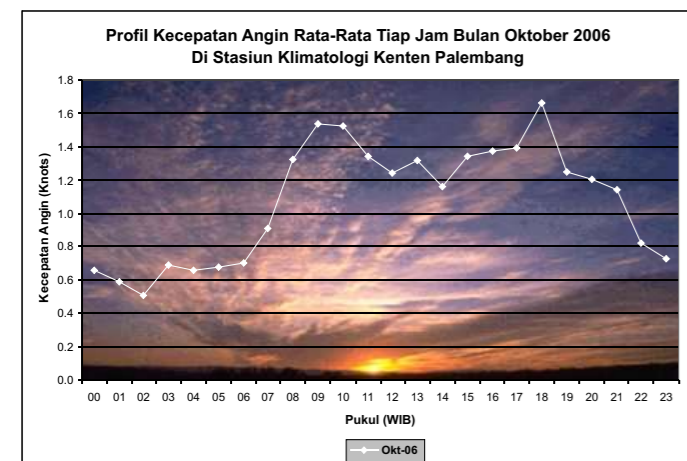 Profil Kecepatan Angin Rata-Rata Tiap Jam Bulan Oktober 2006
Di Stasiun Klimatologi Kenten Palembang
Kecepatan Angin (Knots)
1.8
1.6
1.4
1.2
1.0
0.8
0.6
0.4
0.2
0.0
00 01 02 03 04 05 06 07 08 09 10 11 12 13 14 15 16 17 18 19 20 21 22 23
Pukul (WIB)
Okt-06